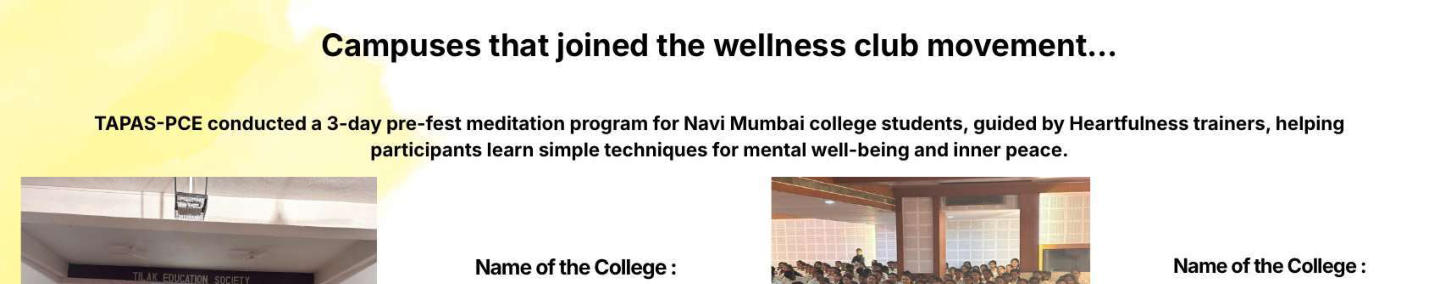 Campuses that joined the wellness club movement...
TAPAS-PCE conducted a 3-day pre-fest meditation program for Navi Mumbai college students, guided by Heartfulness trainers, helping
participants learn simple techniques for mental well-being and inner peace.
TILAK EDUCATION SOCIETY
Name of the College :
Name of the College :